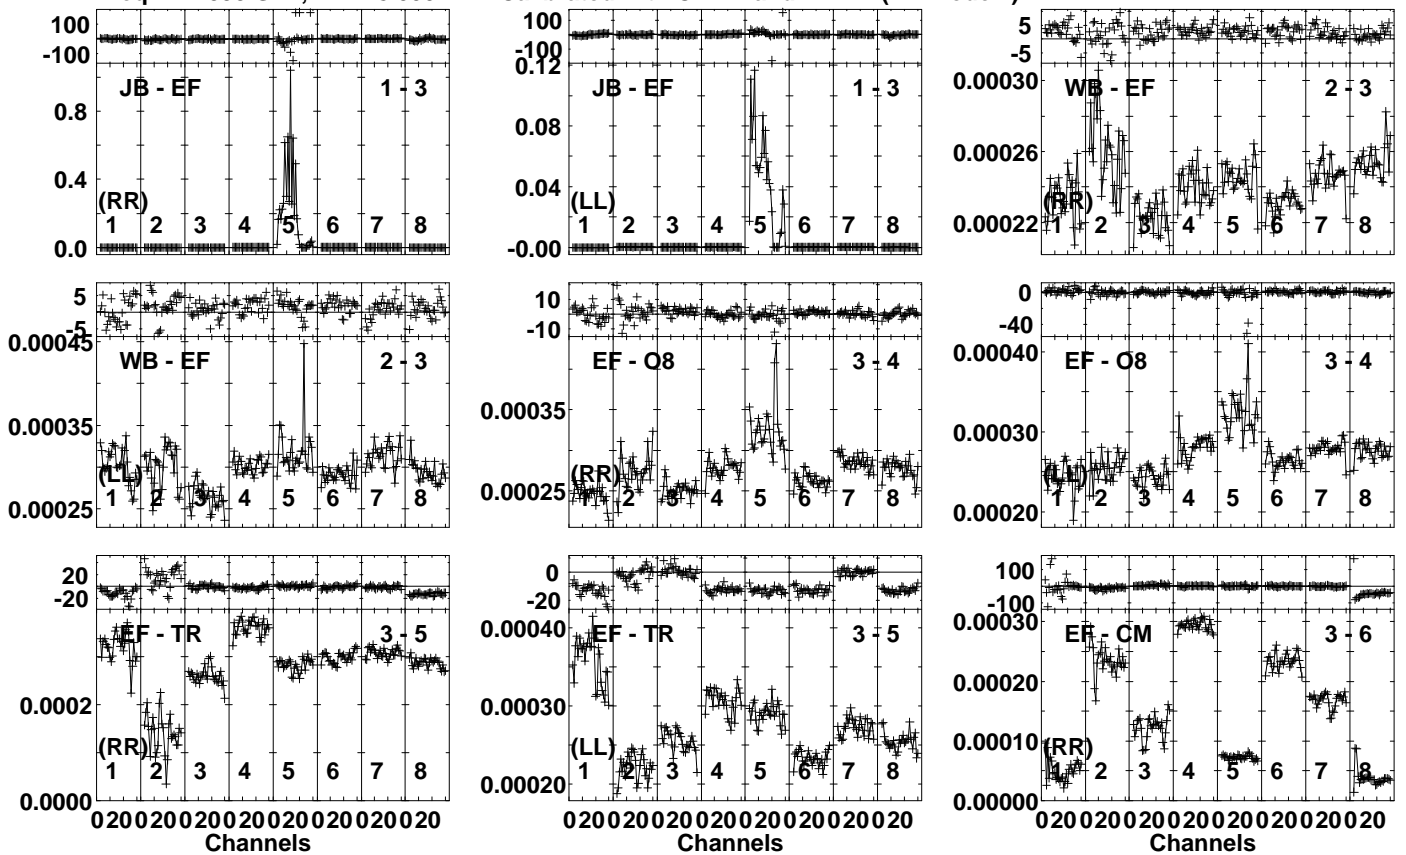 100
-100
JB - EF 1 - 3
0.8
0.4
0.0
(RR)
1 2 3 4 5 6 7 8
100
-100
0.12
JB - EF 1 - 3
0.08
0.04
-0.00
(LL)
1 2 3 4 5 6 7 8
5
-5
0.00030
WB - EF 2 - 3
0.00026
0.00022
(RR)
1 2 3 4 5 6 7 8
5
-5
0.00045
WB - EF 2 - 3
0.00035
0.00025
(LL)
1 2 3 4 5 6 7 8
10
-10
EF - O8 3 - 4
0.00035
0.00025
(RR)
1 2 3 4 5 6 7 8
0
-40
0.00040
EF - O8 3 - 4
0.00030
0.00020
(LL)
1 2 3 4 5 6 7 8
20
-20
EF - TR 3 - 5
0.0002
0.0000
(RR)
1 2 3 4 5 6 7 8
0 20 0 20 0 20 0 20 0 20 0 20 0 20 0 20
Channels
0
-20
0.00040
EF - TR 3 - 5
0.00030
0.00020
(LL)
1 2 3 4 5 6 7 8
0 20 0 20 0 20 0 20 0 20 0 20 0 20 0 20
Channels
100
-100
0.00030
EF - CM 3 - 6
0.00020
0.00010
0.00000
(RR)
1 2 3 4 5 6 7 8
0 20 0 20 0 20 0 20 0 20 0 20 0 20 0 20
Channels